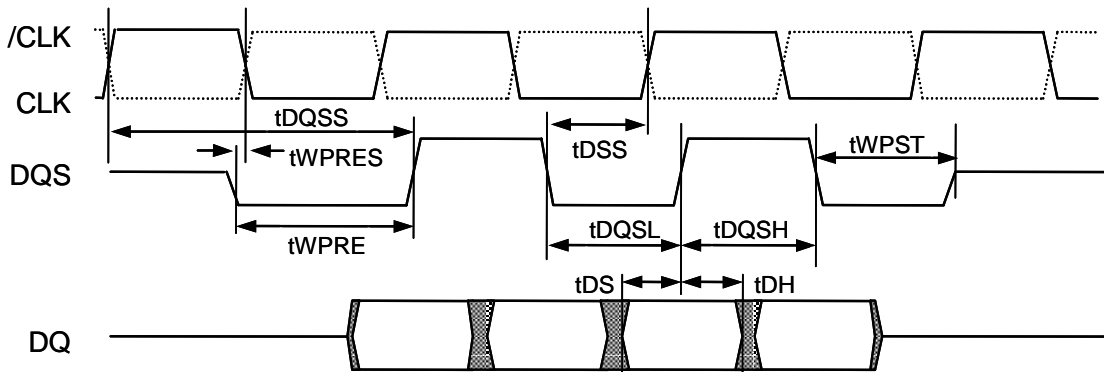 /CLK
CLK
tDQSS
tWPRES
tDSS
tWPST
DQS
tWPRE
tDQSL
tDQSH
tDS
tDH
DQ